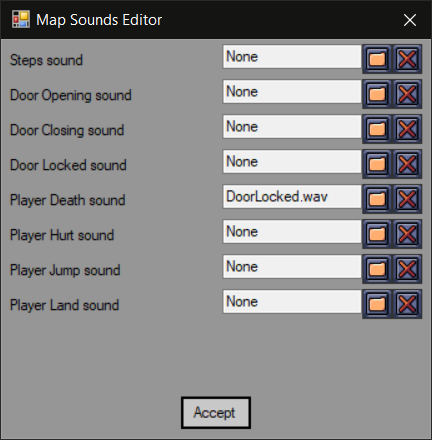 Map Sounds Editor
Steps sound None
Door Opening sound None
Door Closing sound None
Door Locked sound None
Player Death sound DoorLocked.wav
Player Hurt sound None
Player Jump sound None
Player Land sound None
Accept